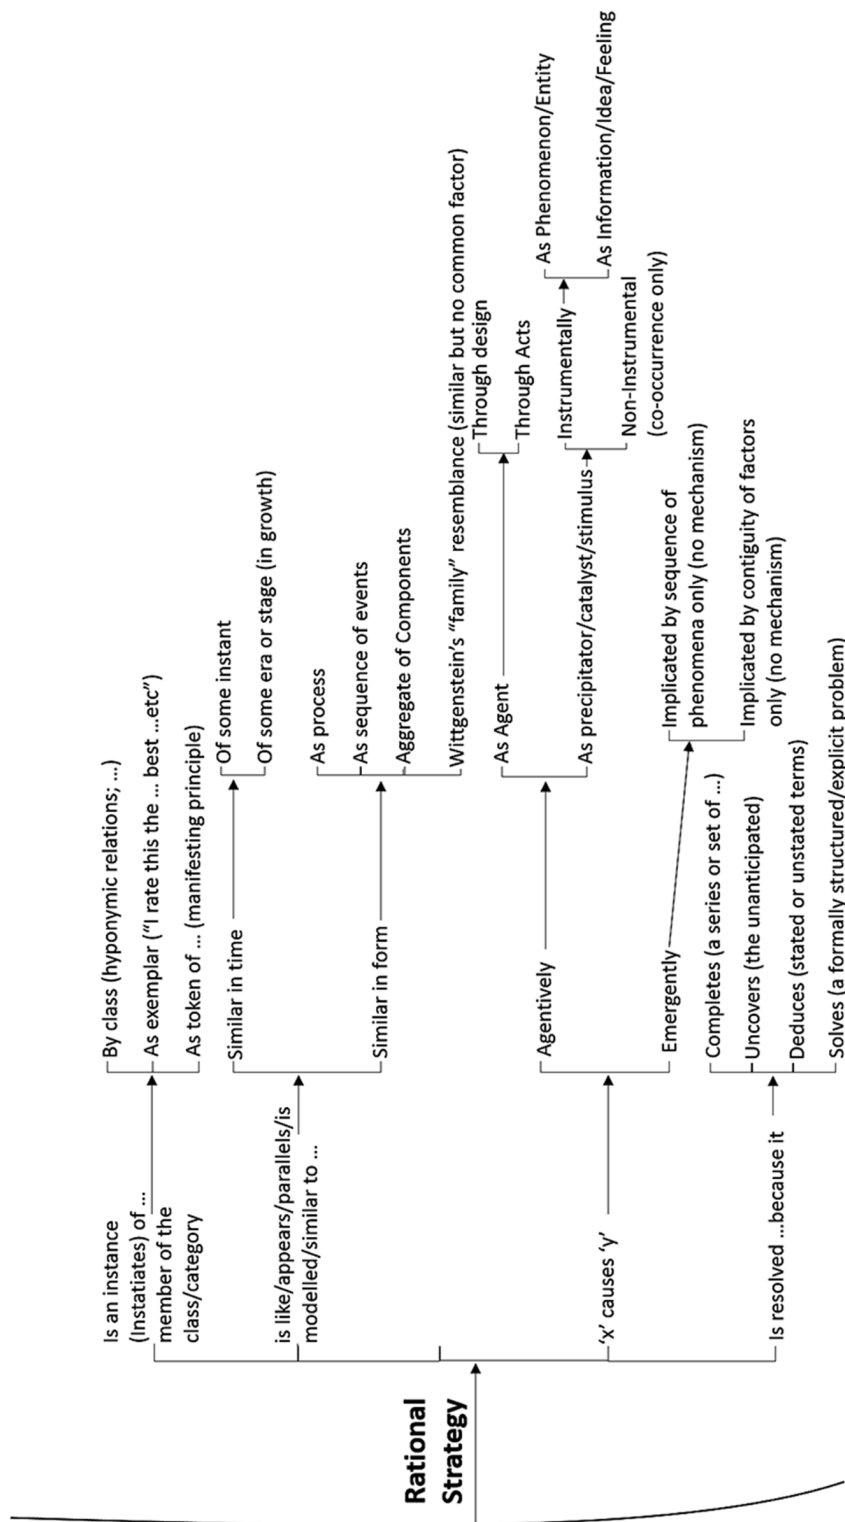 Rational
Strategy
Is an instance
(Instatiates) of ...
member of the
class/category
By class (hyponymic relations; ...)
As exemplar ("I rate this the ... best ...etc")
As token of ... (manifesting principle)
is like/appears/parallels/is
modelled/similar to ...
Similar in time
Of some instant
Of some era or stage (in growth)
Similar in form
As process
As sequence of events
Aggregate of Components
Wittgenstein's "family" resemblance (similar but no common factor)
'x' causes 'y'
Agentively
As Agent
Through design
Through Acts
As precipitator/catalyst/stimulus
Instrumentally
As Phenomenon/Entity
As Information/Idea/Feeling
Non-Instrumental
(co-occurrence only)
Emergently
Implicated by sequence of
phenomena only (no mechanism)
Implicated by contiguity of factors
only (no mechanism)
Is resolved ...because it
Completes (a series or set of ...)
Uncovers (the unanticipated)
Deduces (stated or unstated terms)
Solves (a formally structured/explicit problem)